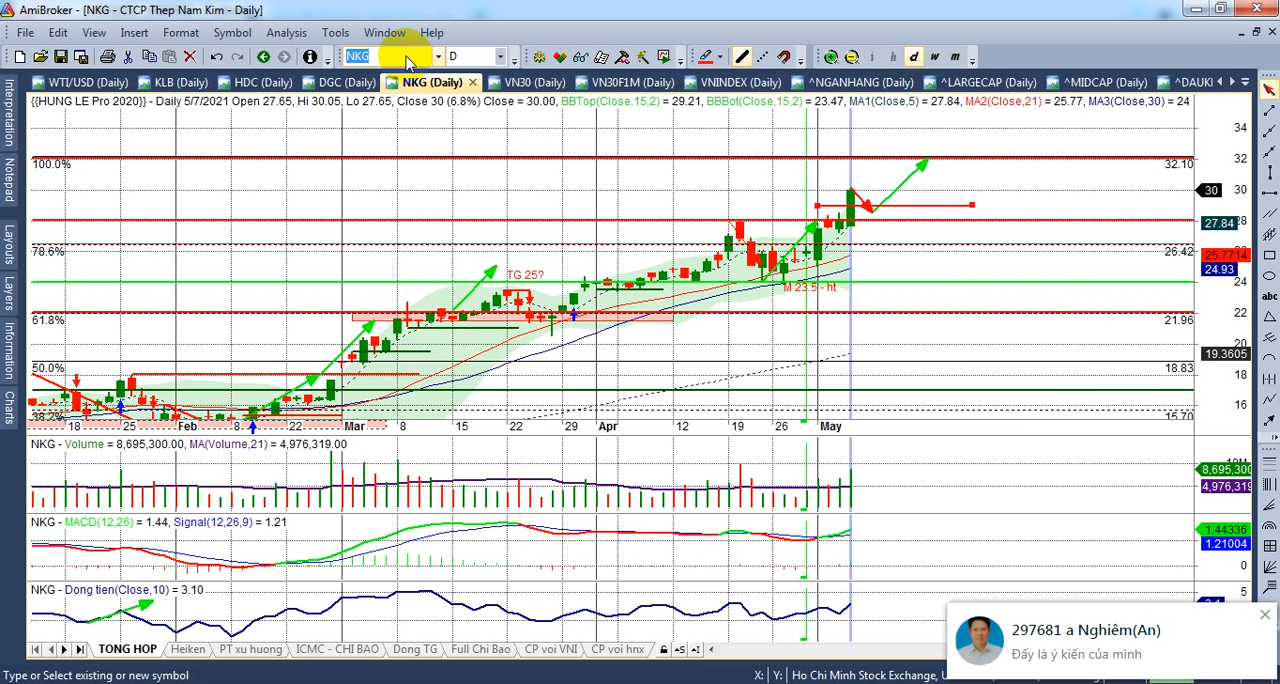 AmiBroker - [NKG - CTCP Thep Nam Kim - Daily]
File Edit View Insert Format Symbol Analysis Tools Window Help
NKG D d w m
WTI/USD (Daily) KLB (Daily) HDC (Daily) DGC (Daily) NKG (Daily) VN30 (Daily) VN30F1M (Daily) VNINDEX (Daily) ^NGANHANG (Daily) ^LARGECAP (Daily) ^MIDCAP (Daily) ^DAUKI
{{HUNG LE Pro 2020}} - Daily 5/7/2021 Open 27.65, Hi 30.05, Lo 27.65, Close 30 (6.8%) Close = 30.00, BBTop(Close,15,2) = 29.21, BBBot(Close,15,2) = 23.47, MA1(Close,5) = 27.84, MA2(Close,21) = 25.77, MA3(Close,30) = 24
Interpretation
Notepad
Layouts
Layers
Information
Charts
34
32
100.0% 32.10
30
30
28
27.84
78.6% 26.42
25.7714
24.93
TG 25?
M 23.5 - ht
24
22
61.8% 21.96
20
19.3605
50.0% 18.83
18
16
38.2% 15.70
18 25 Feb 8 22 Mar 8 15 22 29 Apr 12 19 26 May
NKG - Volume = 8,695,300.00, MA(Volume,21) = 4,976,319.00
8,695,300
4,976,319
NKG - MACD(12,26) = 1.44, Signal(12,26,9) = 1.21
1.44336
1.21004
0
NKG - Dong tien(Close,10) = 3.10
5
297681 a Nghiêm(An)
Đấy là ý kiến của mình
TONG HOP Heiken PT xu huong ICMC - CHI BAO Dong TG Full Chi Bao CP voi VNI CP voi hnx
Type or Select existing or new symbol X: Y: Ho Chi Minh Stock Exchange,
abc